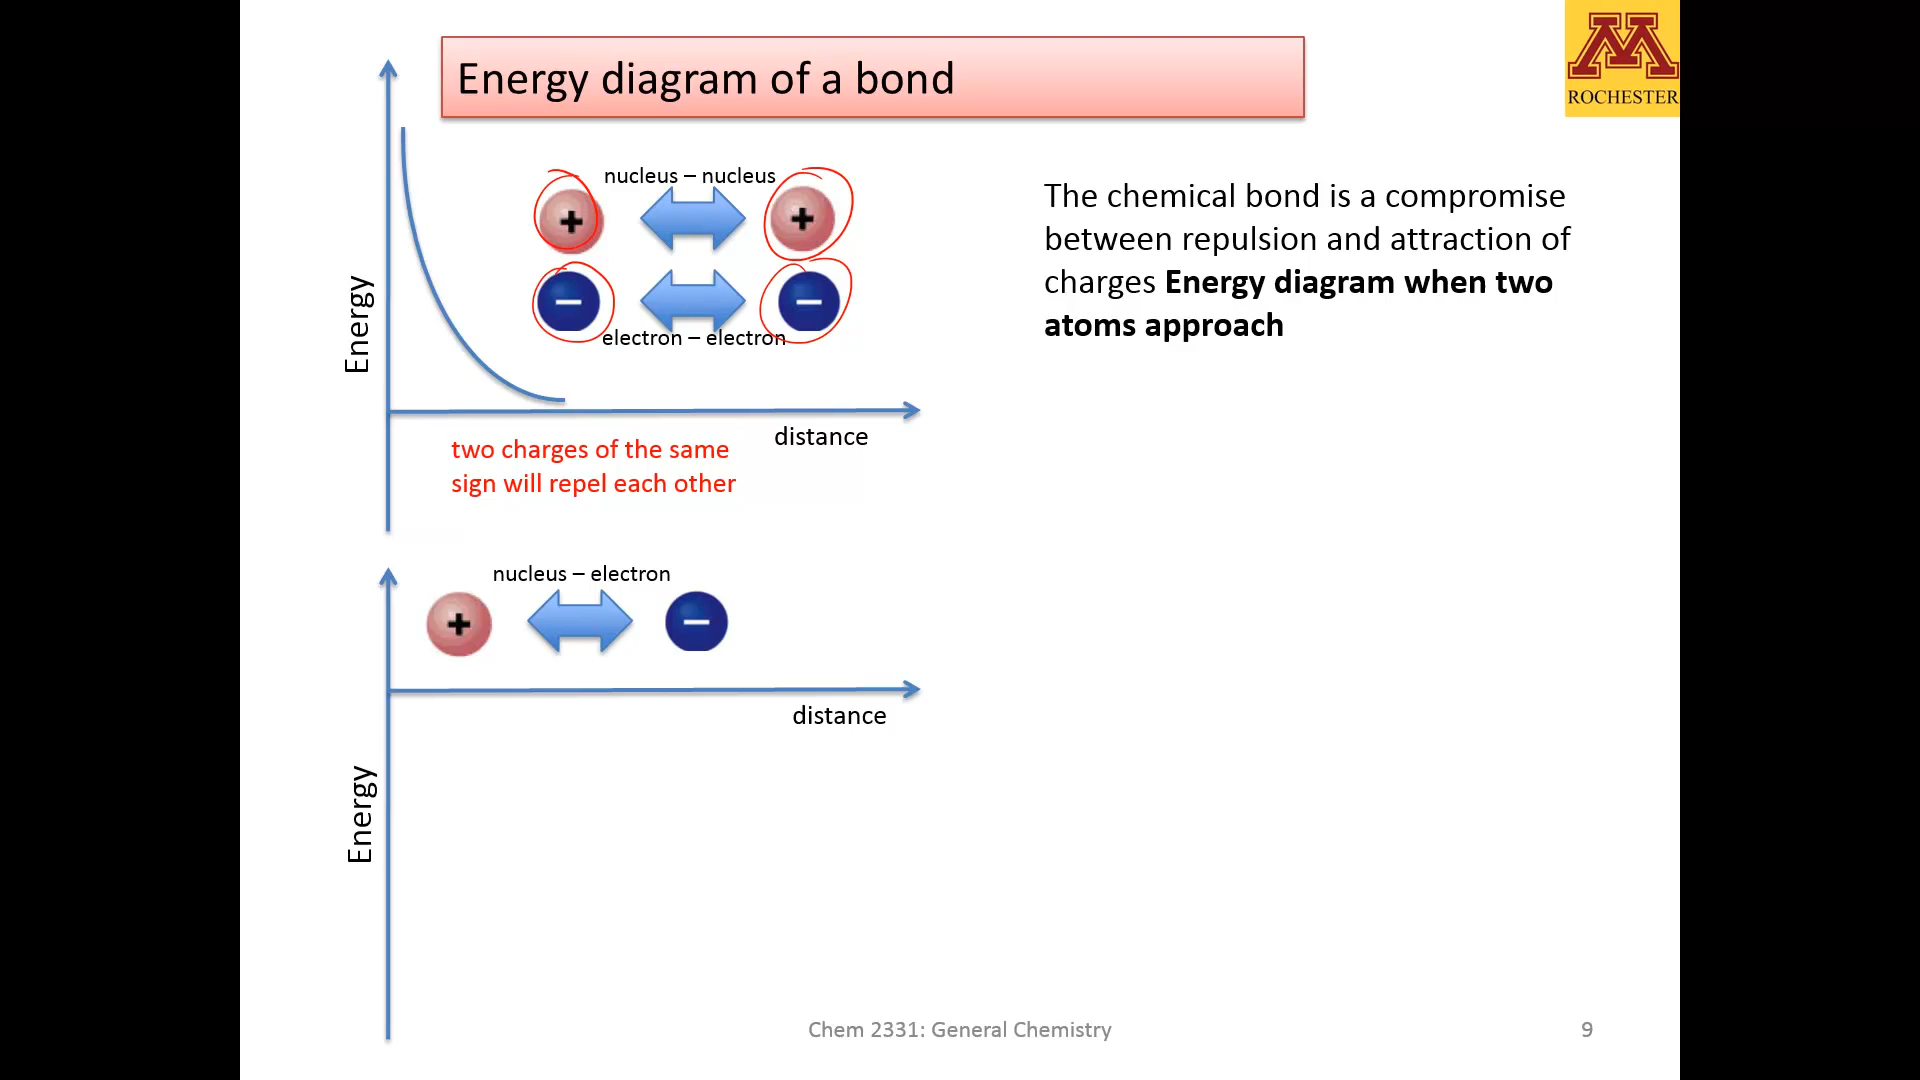 Energy diagram of a bond
M
ROCHESTER
nucleus – nucleus
+
+
–
–
electron – electron
Energy
distance
two charges of the same
sign will repel each other
The chemical bond is a compromise
between repulsion and attraction of
charges Energy diagram when two
atoms approach
nucleus – electron
+
–
distance
Energy
Chem 2331: General Chemistry
9